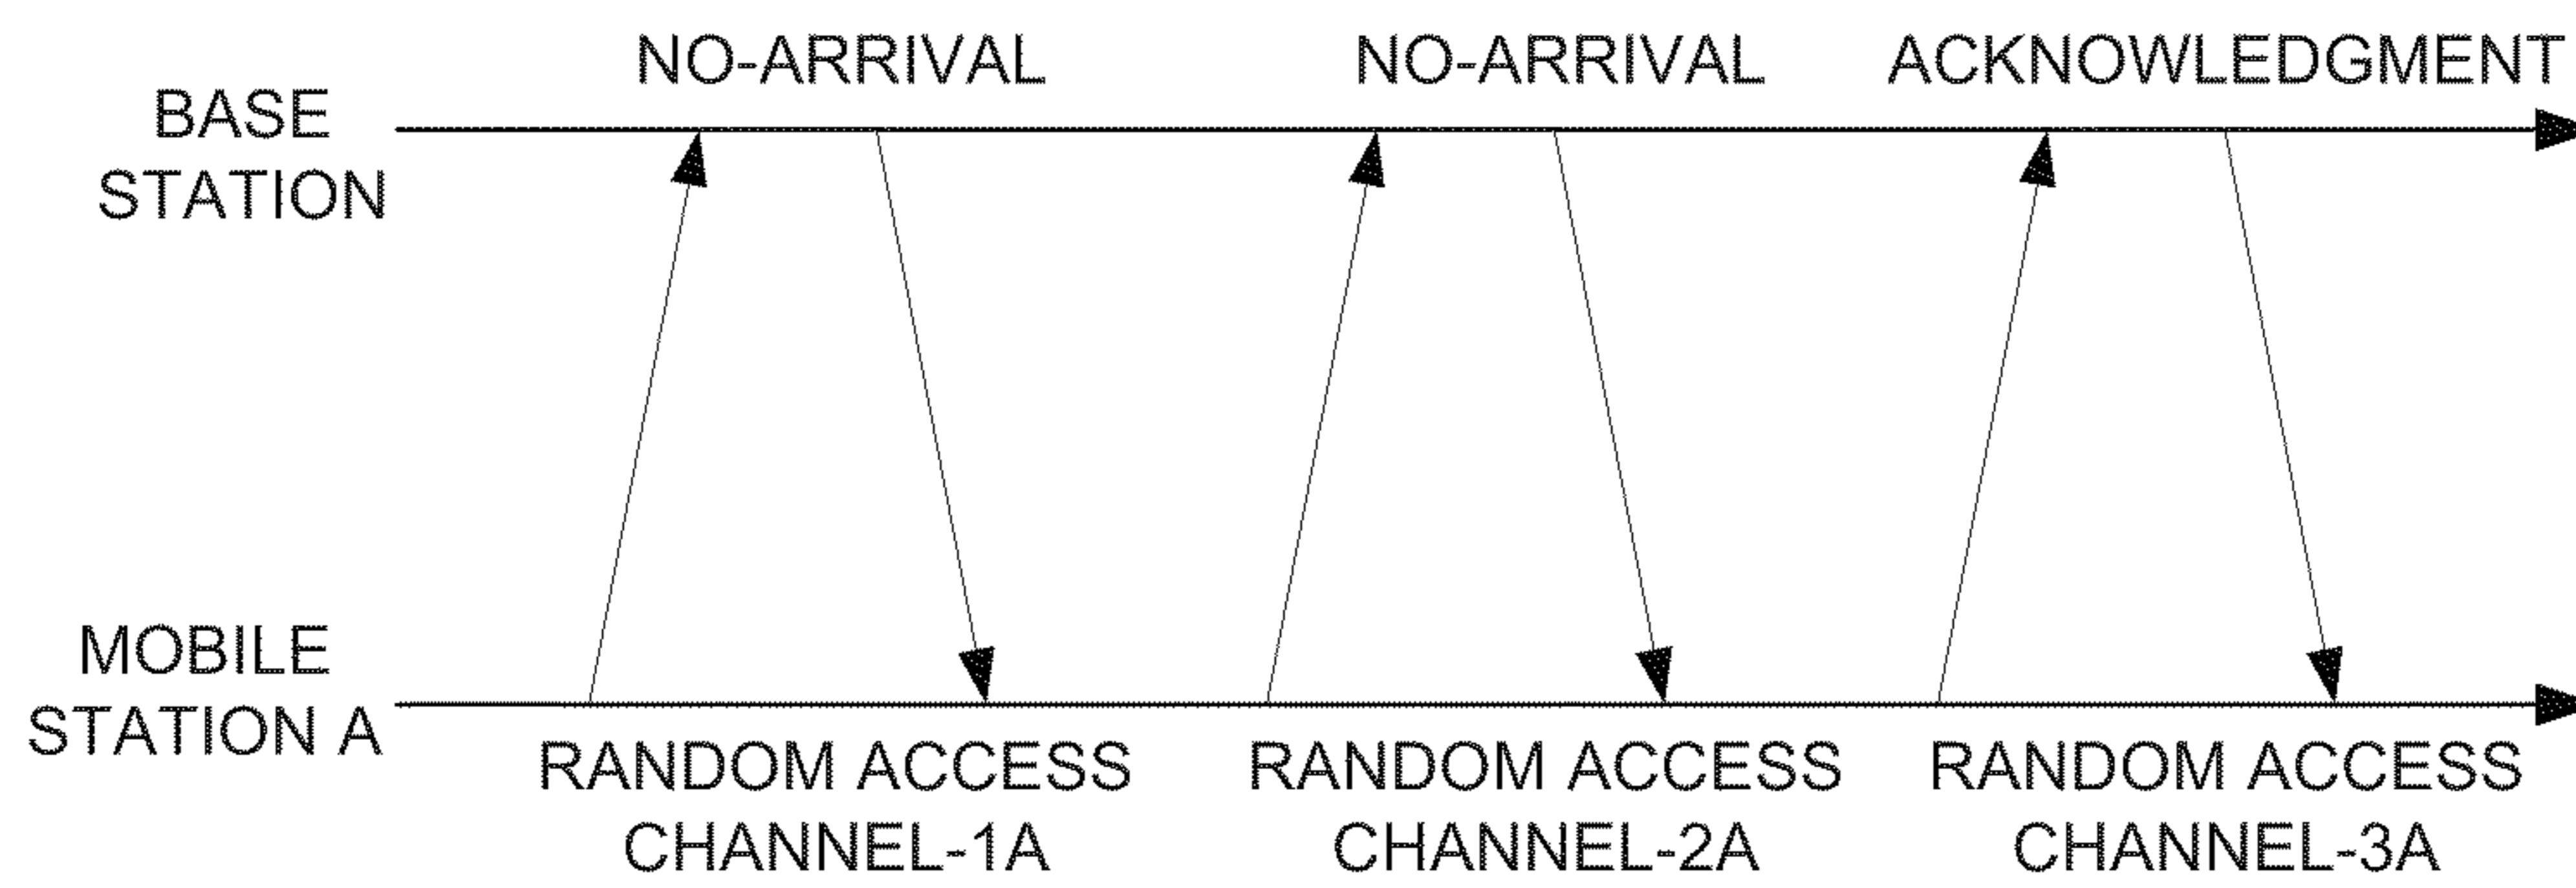 NO-ARRIVAL
NO-ARRIVAL
ACKNOWLEDGMENT
BASE
STATION
MOBILE
STATION A
RANDOM ACCESS
CHANNEL-1A
RANDOM ACCESS
CHANNEL-2A
RANDOM ACCESS
CHANNEL-3A